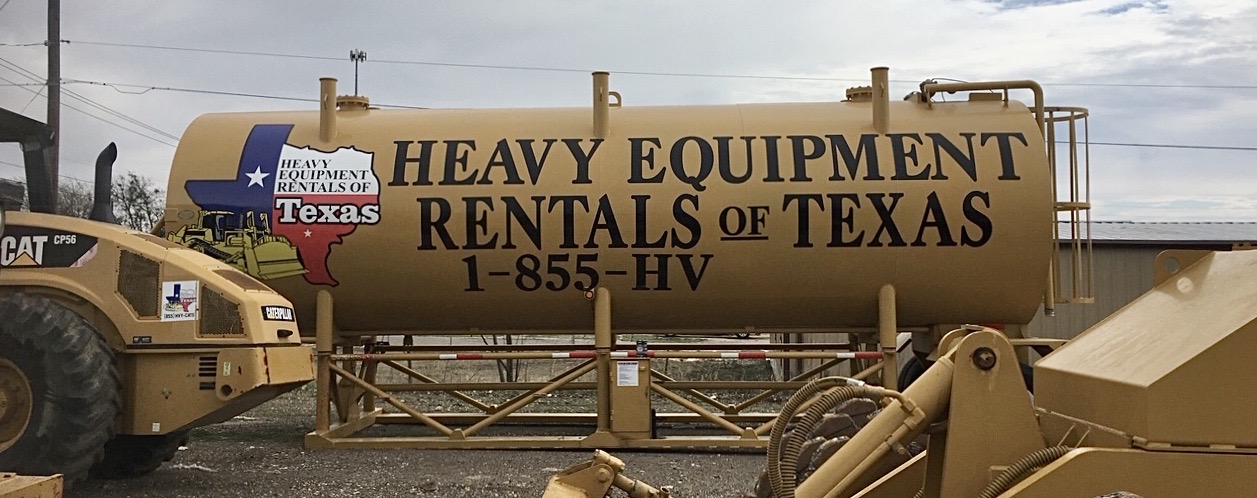 HEAVY
EQUIPMENT
RENTALS OF
Texas
HEAVY EQUIPMENT
RENTALS OF TEXAS
1-855-HV
CAT CP56
CATERPILLAR